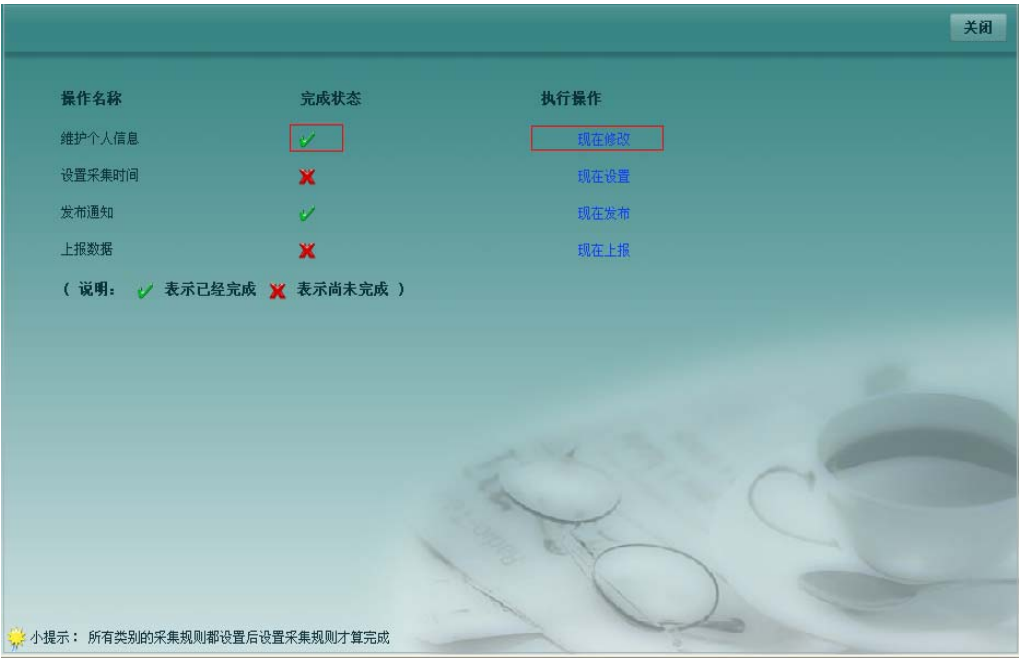 关闭
操作名称 完成状态 执行操作
维护个人信息 现在修改
设置采集时间 现在设置
发布通知 现在发布
上报数据 现在上报
( 说明： 表示已经完成 表示尚未完成 )
小提示： 所有类别的采集规则都设置后设置采集规则才算完成